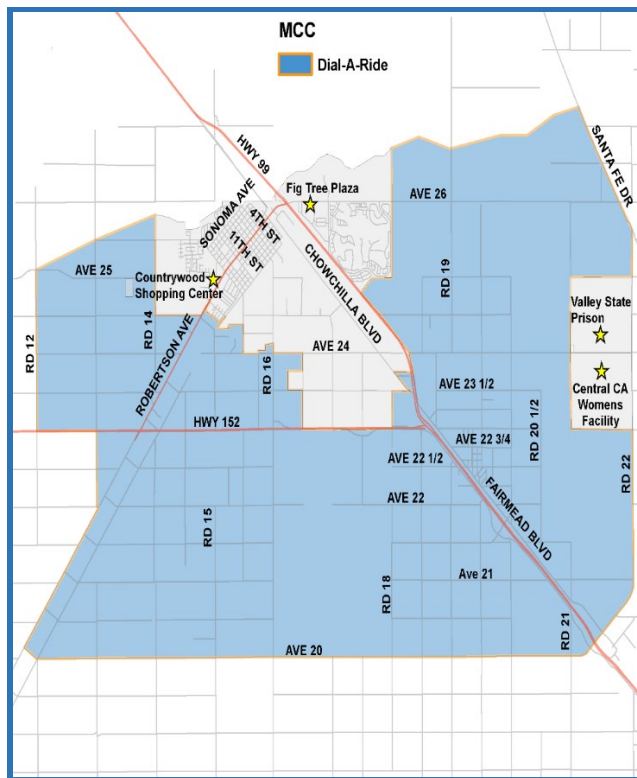 MCC
Dial-A-Ride
HWY 99
SANTA FE DR
Fig Tree Plaza
AVE 26
SONOMA AVE
4TH ST
11TH ST
CHOWCHILLA BLVD
RD 19
AVE 25
Countrywood
Shopping Center
Valley State
Prison
RD 12
RD 14
ROBERTSON AVE
RD 16
AVE 24
AVE 23 1/2
Central CA
Womens
Facility
RD 20 1/2
HWY 152
AVE 22 3/4
AVE 22 1/2
RD 22
AVE 22
FAIRMEAD BLVD
RD 15
RD 18
Ave 21
RD 21
AVE 20